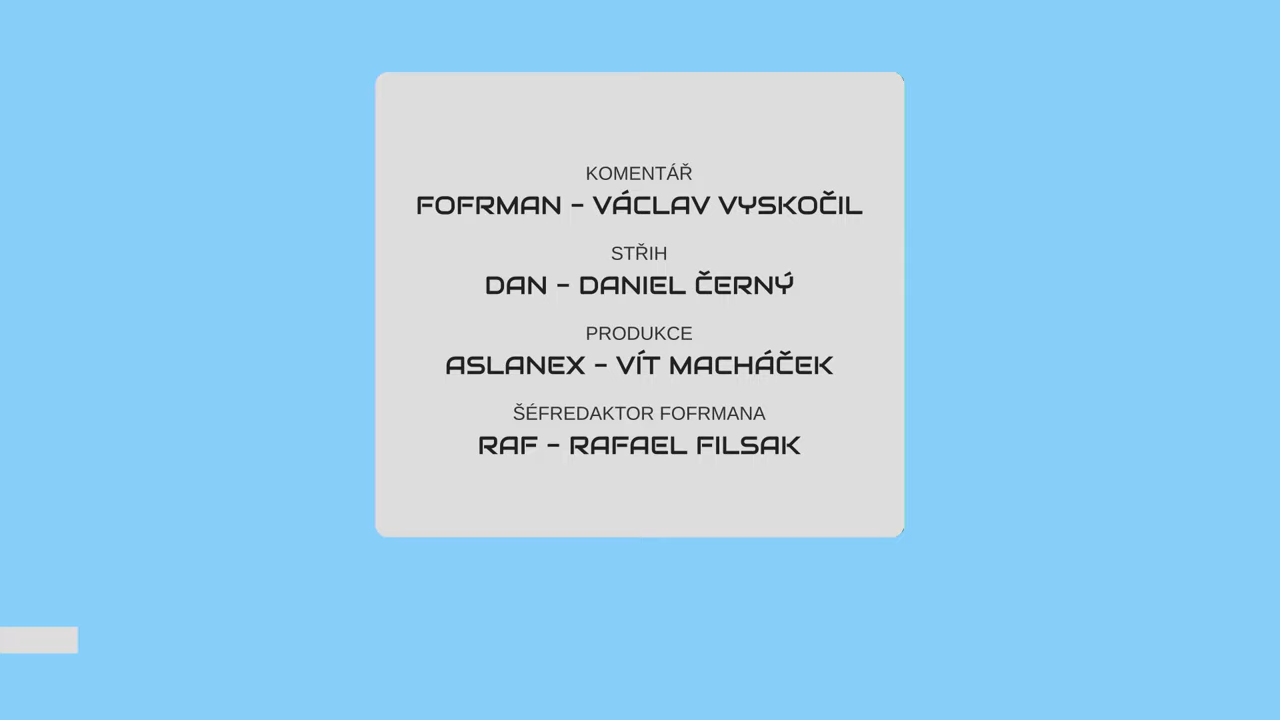 KOMENTÁŘ
FOFRMAN - VÁCLAV VYSKOČIL
STŘIH
DAN - DANIEL ČERNÝ
PRODUKCE
ASLANEX - VÍT MACHÁČEK
ŠÉFREDAKTOR FOFRMANA
RAF - RAFAEL FILSAK